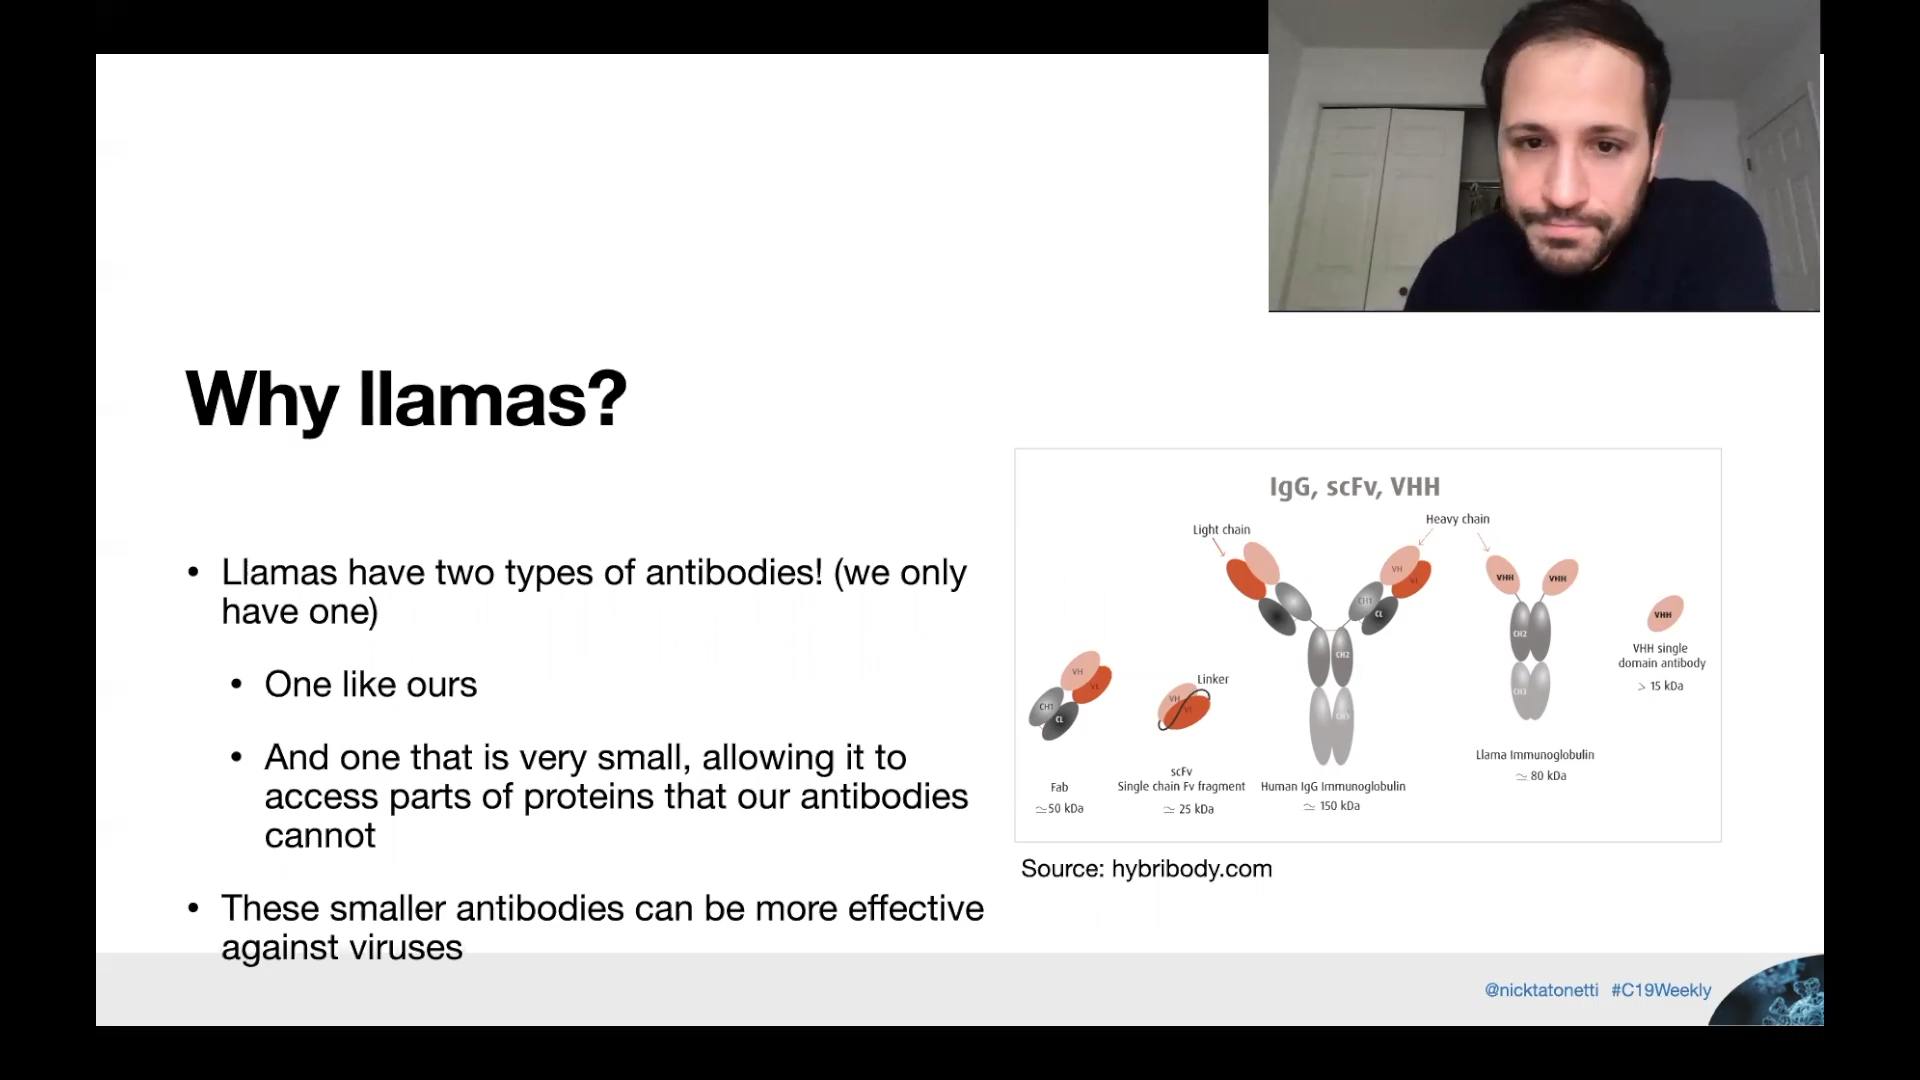 Why llamas?
• Llamas have two types of antibodies! (we only
have one)
• One like ours
• And one that is very small, allowing it to
access parts of proteins that our antibodies
cannot
• These smaller antibodies can be more effective
against viruses
IgG, scFv, VHH
Light chain
Heavy chain
VH
VL
CH1
CL
Fab
≃50 kDa
Linker
VH
VL
scFv
Single chain Fv fragment
≃ 25 kDa
VH
VL
CH1
CL
CH2
CH3
Human IgG Immunoglobulin
≃ 150 kDa
VHH
VHH
CH2
CH3
Llama Immunoglobulin
≃ 80 kDa
VHH
VHH single
domain antibody
> 15 kDa
Source: hybribody.com
@nicktatonetti #C19Weekly